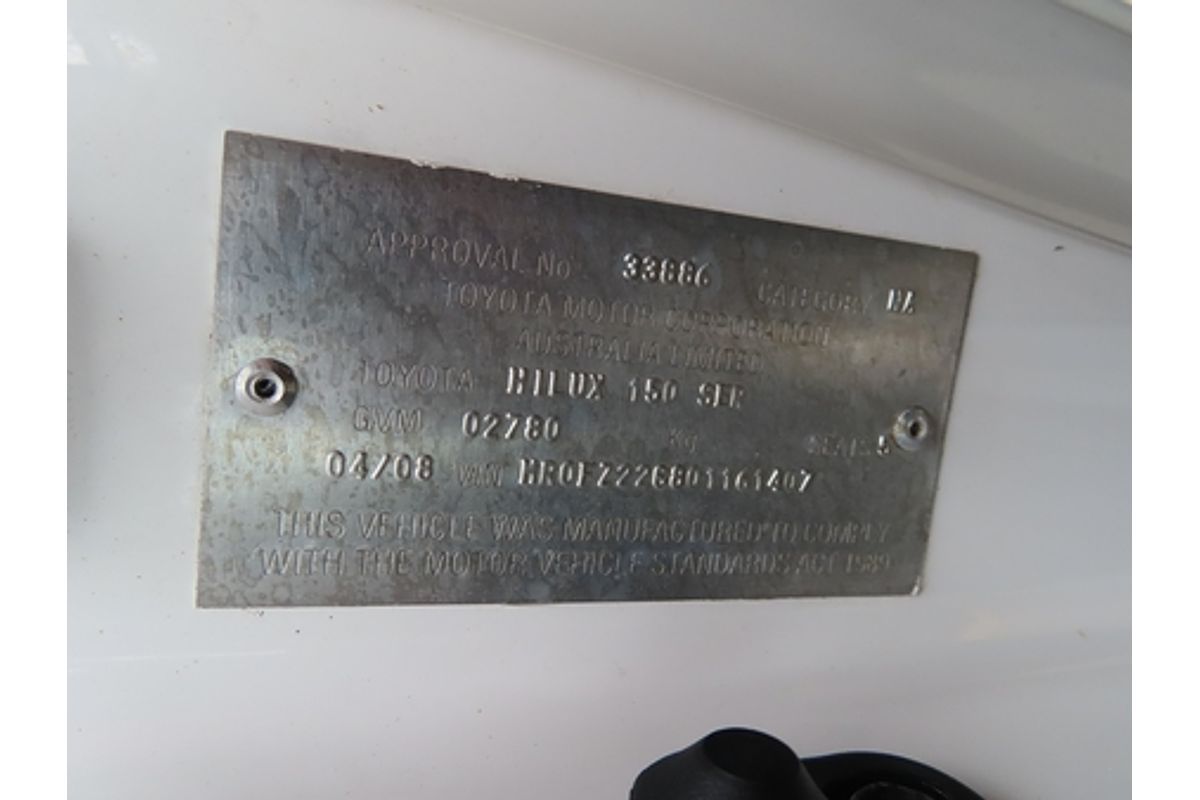 APPROVAL No 33886 CATEGORY NA
TOYOTA MOTOR CORPORATION
AUSTRALIA LIMITED
TOYOTA HILUX 150 SER
GVM 02780 Kg SEATS 5
04/08 VIN MR0FZ22G801161407
THIS VEHICLE WAS MANUFACTURED TO COMPLY
WITH THE MOTOR VEHICLE STANDARDS ACT 1989